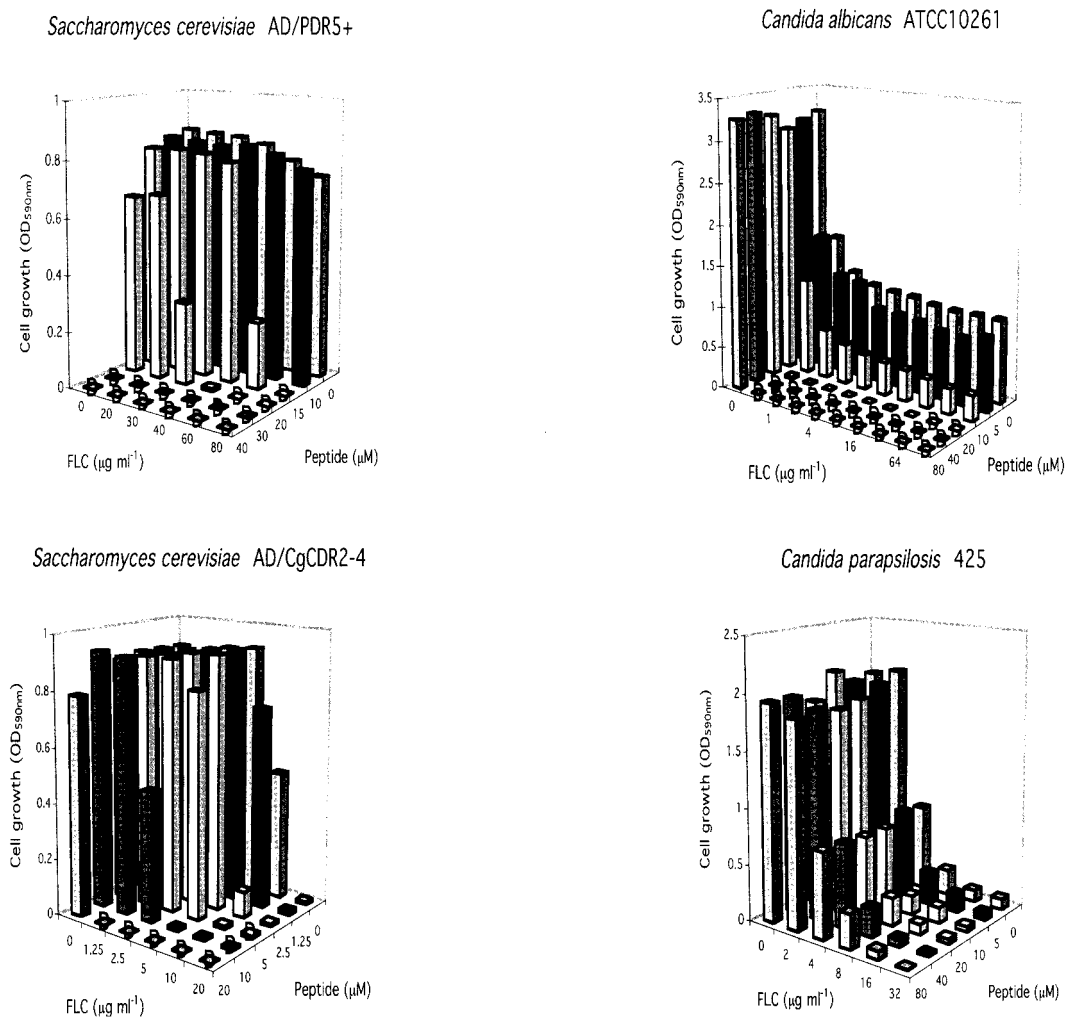 Saccharomyces cerevisiae AD/PDR5+
Cell growth (OD590nm)
1
0.8
0.6
0.4
0.2
0
0 20 30 40 60 80
FLC (µg ml-1)
40 30 20 15 10 0
Peptide (µM)
Candida albicans ATCC10261
Cell growth (OD590nm)
3.5
3
2.5
2
1.5
1
0.5
0
0 1 4 16 64
FLC (µg ml-1)
80 40 20 10 5 0
Peptide (µM)
Saccharomyces cerevisiae AD/CgCDR2-4
Cell growth (OD590nm)
1
0.8
0.6
0.4
0.2
0
0 1.25 2.5 5 10 20
FLC (µg ml-1)
20 10 5 2.5 1.25 0
Peptide (µM)
Candida parapsilosis 425
Cell growth (OD590nm)
2.5
2
1.5
1
0.5
0
0 2 4 8 16 32
FLC (µg ml-1)
80 40 20 10 5 0
Peptide (µM)